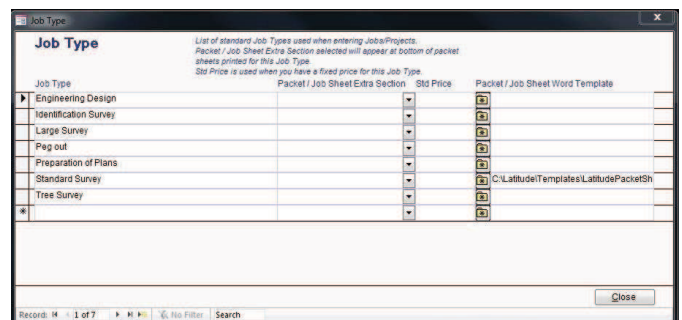 Job Type
Job Type
List of standard Job Types used when entering Jobs/Projects.
Packet / Job Sheet Extra Section selected will appear at bottom of packet
sheets printed for this Job Type.
Std Price is used when you have a fixed price for this Job Type.
Job Type Packet / Job Sheet Extra Section Std Price Packet / Job Sheet Word Template
Engineering Design
Identification Survey
Large Survey
Peg out
Preparation of Plans
Standard Survey C:\Latitude\Templates\LatitudePacketSh
Tree Survey
Close
Record: 1 of 7 No Filter Search